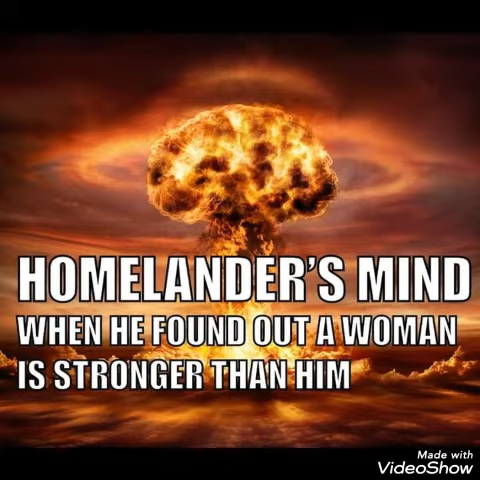 HOMELANDER'S MIND
WHEN HE FOUND OUT A WOMAN
IS STRONGER THAN HIM
Made with
VideoShow